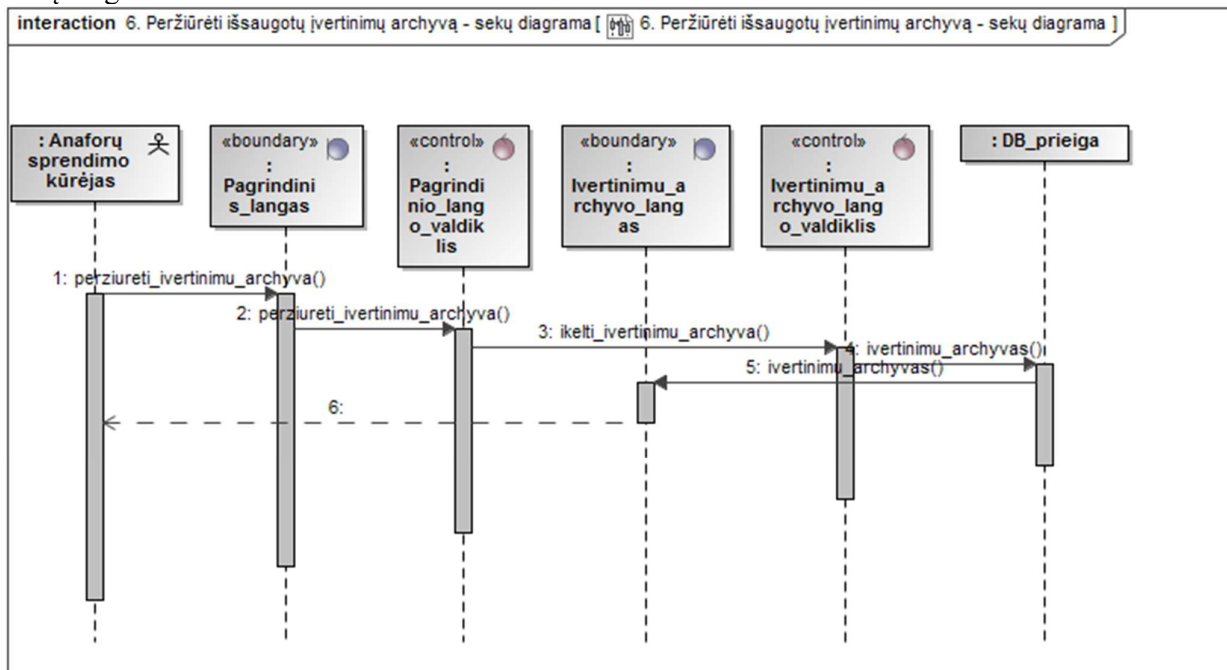 interaction 6. Peržiūrėti išsaugotų įvertinimų archyvą - sekų diagrama [ 6. Peržiūrėti išsaugotų įvertinimų archyvą - sekų diagrama ]
: Anaforų
sprendimo
kūrėjas
«boundary»
:
Pagrindini
s_langas
«control»
:
Pagrindi
nio_lang
o_valdik
lis
«boundary»
:
Ivertinimu_a
rchyvo_lang
as
«control»
:
Ivertinimu_a
rchyvo_lang
o_valdiklis
: DB_prieiga
1: perziureti_ivertinimu_archyva()
2: perziureti_ivertinimu_archyva()
3: ikelti_ivertinimu_archyva()
4: ivertinimu_archyvas()
5: ivertinimu_archyvas()
6: